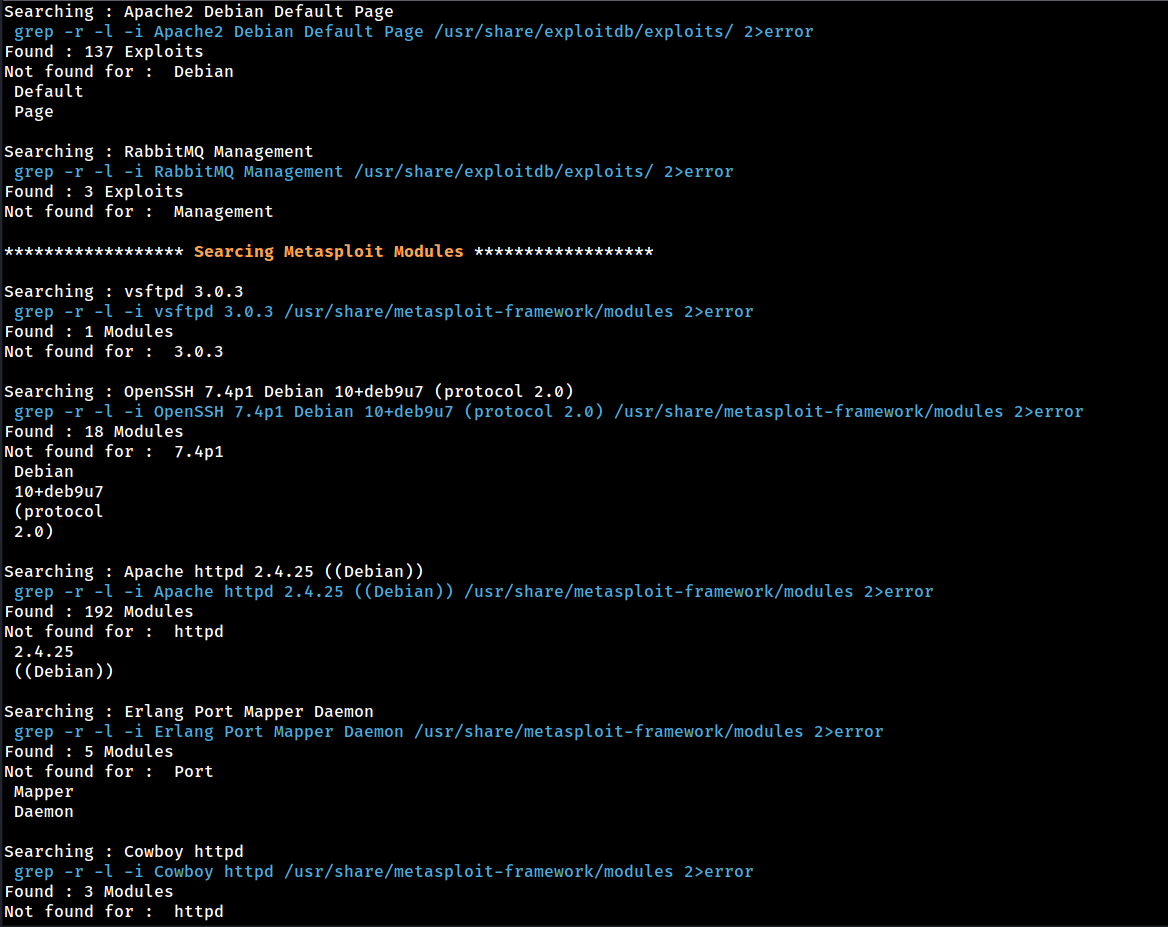 Searching : Apache2 Debian Default Page
grep -r -l -i Apache2 Debian Default Page /usr/share/exploitdb/exploits/ 2>error
Found : 137 Exploits
Not found for :  Debian
Default
Page
Searching : RabbitMQ Management
grep -r -l -i RabbitMQ Management /usr/share/exploitdb/exploits/ 2>error
Found : 3 Exploits
Not found for :  Management
****************** Searcing Metasploit Modules ******************
Searching : vsftpd 3.0.3
grep -r -l -i vsftpd 3.0.3 /usr/share/metasploit-framework/modules 2>error
Found : 1 Modules
Not found for :  3.0.3
Searching : OpenSSH 7.4p1 Debian 10+deb9u7 (protocol 2.0)
grep -r -l -i OpenSSH 7.4p1 Debian 10+deb9u7 (protocol 2.0) /usr/share/metasploit-framework/modules 2>error
Found : 18 Modules
Not found for :  7.4p1
Debian
10+deb9u7
(protocol
2.0)
Searching : Apache httpd 2.4.25 ((Debian))
grep -r -l -i Apache httpd 2.4.25 ((Debian)) /usr/share/metasploit-framework/modules 2>error
Found : 192 Modules
Not found for :  httpd
2.4.25
((Debian))
Searching : Erlang Port Mapper Daemon
grep -r -l -i Erlang Port Mapper Daemon /usr/share/metasploit-framework/modules 2>error
Found : 5 Modules
Not found for :  Port
Mapper
Daemon
Searching : Cowboy httpd
grep -r -l -i Cowboy httpd /usr/share/metasploit-framework/modules 2>error
Found : 3 Modules
Not found for :  httpd